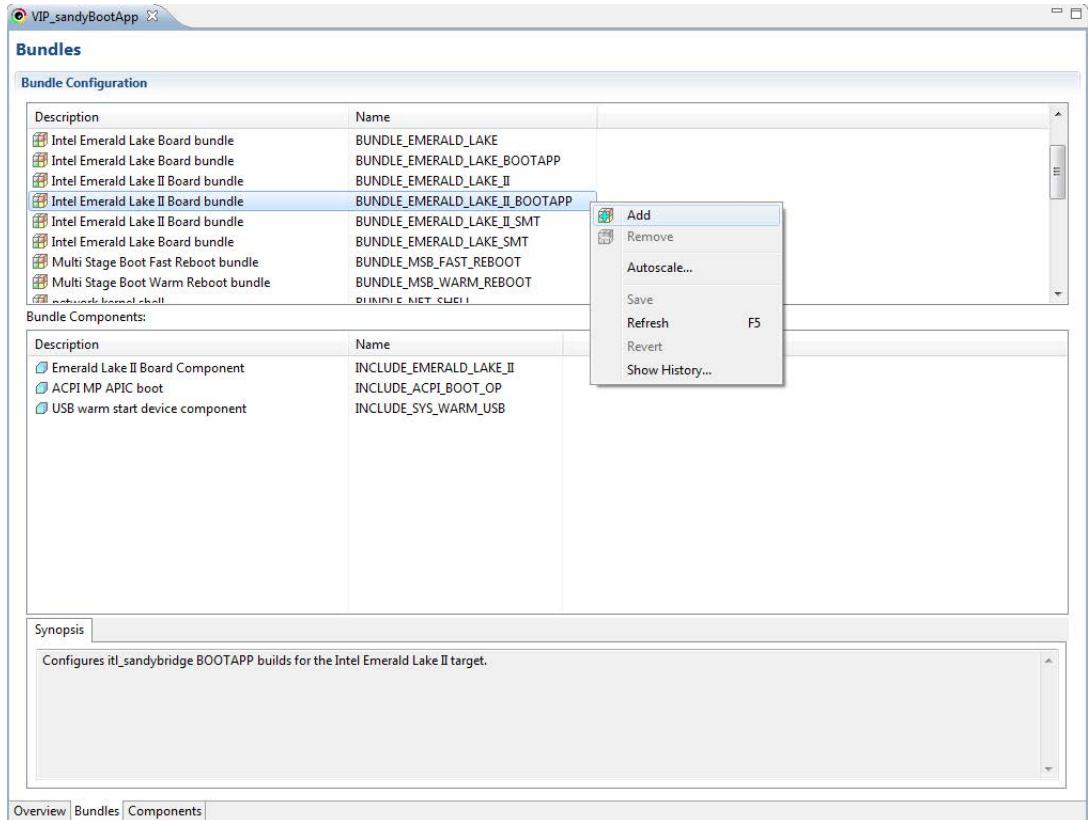 VIP_sandyBootApp
Bundles
Bundle Configuration
Description Name
Intel Emerald Lake Board bundle BUNDLE_EMERALD_LAKE
Intel Emerald Lake Board bundle BUNDLE_EMERALD_LAKE_BOOTAPP
Intel Emerald Lake II Board bundle BUNDLE_EMERALD_LAKE_II
Intel Emerald Lake II Board bundle BUNDLE_EMERALD_LAKE_II_BOOTAPP
Intel Emerald Lake II Board bundle BUNDLE_EMERALD_LAKE_II_SMT
Intel Emerald Lake Board bundle BUNDLE_EMERALD_LAKE_SMT
Multi Stage Boot Fast Reboot bundle BUNDLE_MSB_FAST_REBOOT
Multi Stage Boot Warm Reboot bundle BUNDLE_MSB_WARM_REBOOT
network kernel shell BUNDLE_NET_SHELL
Add
Remove
Autoscale...
Save
Refresh F5
Revert
Show History...
Bundle Components:
Description Name
Emerald Lake II Board Component INCLUDE_EMERALD_LAKE_II
ACPI MP APIC boot INCLUDE_ACPI_BOOT_OP
USB warm start device component INCLUDE_SYS_WARM_USB
Synopsis
Configures itl_sandybridge BOOTAPP builds for the Intel Emerald Lake II target.
Overview Bundles Components